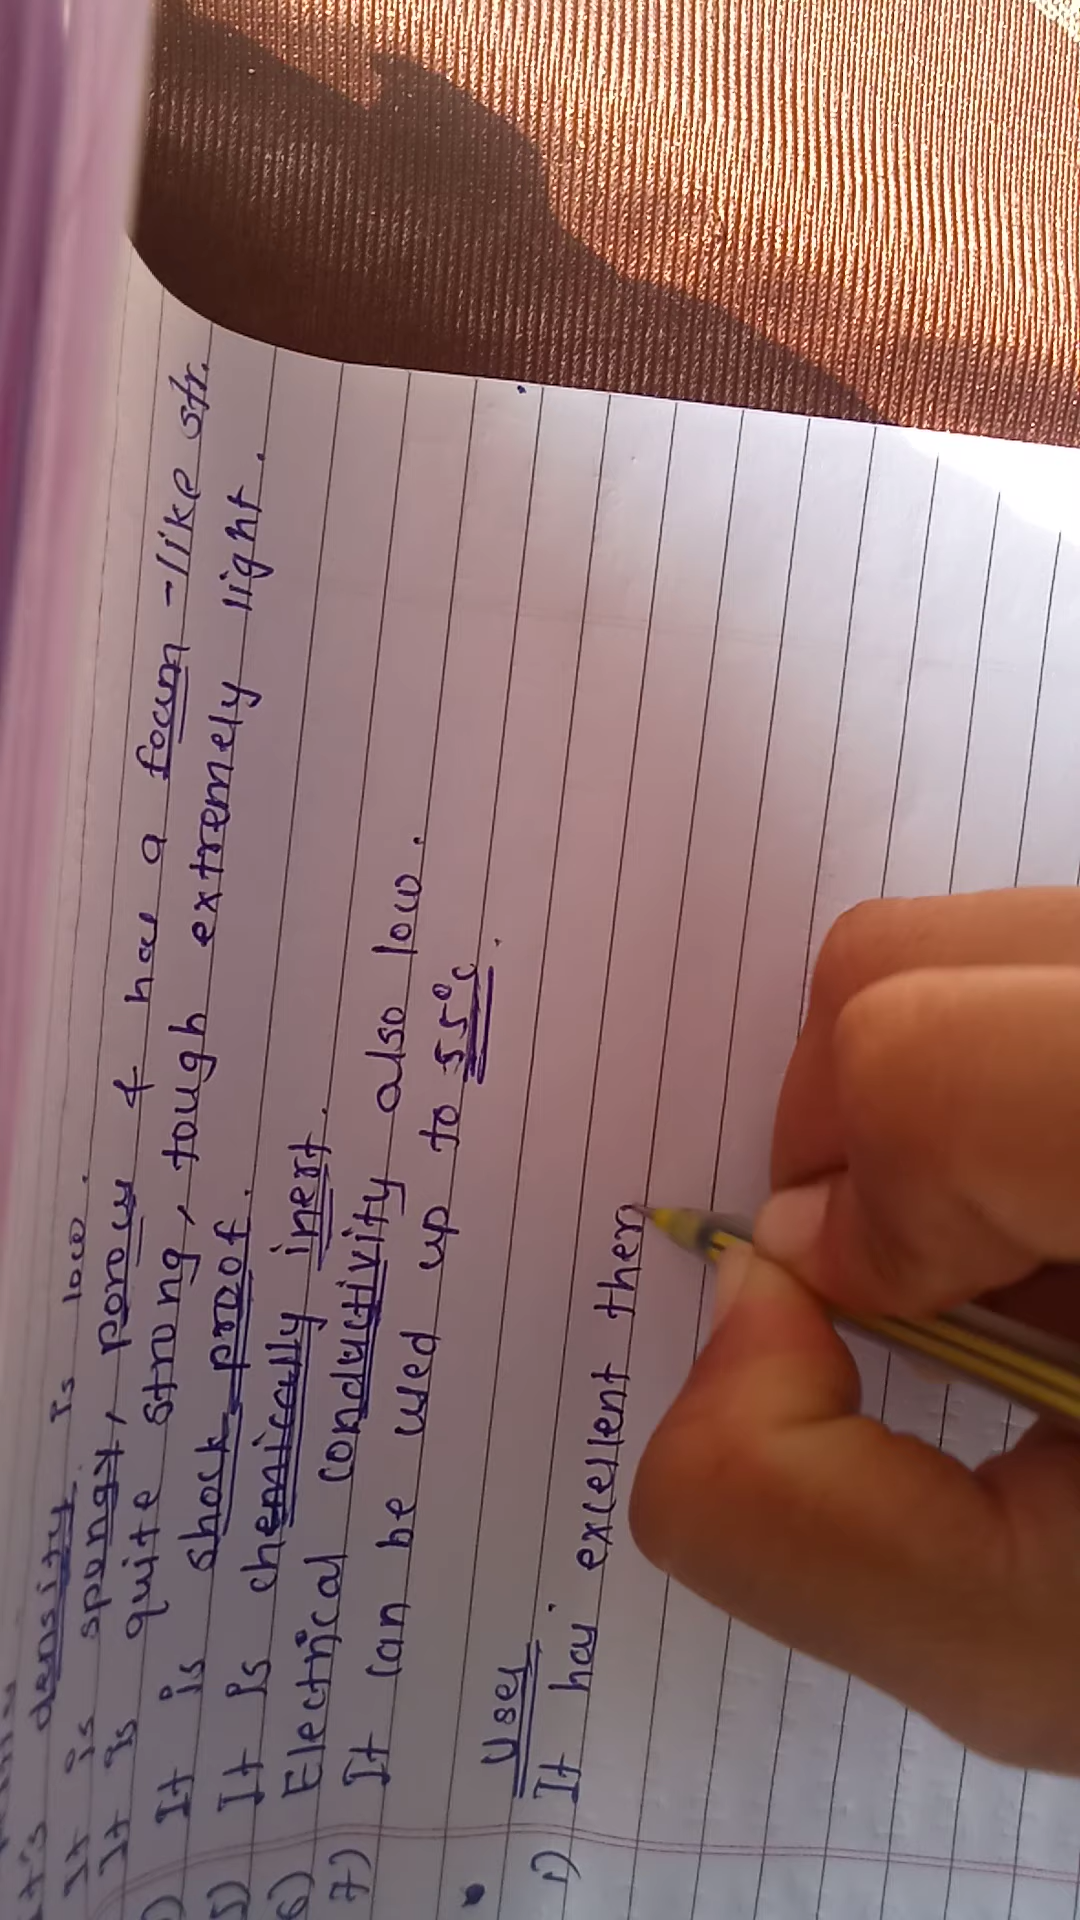 It's density is low.
It is spongy, porous & has a foam-like str.
It is quite strong, tough extremely light.
) It is shock proof.
5) It is chemically inert.
6) Electrical conductivity also low.
7) It can be used up to 55°c.
• Uses
1) It has excellent ther